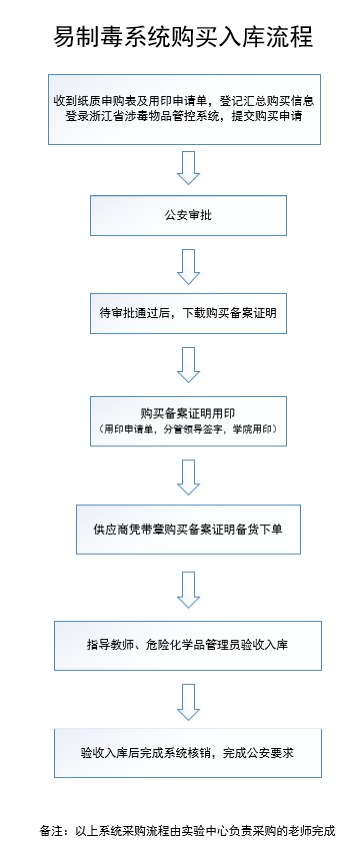 易制毒系统购买入库流程
收到纸质申购表及用印申请单，登记汇总购买信息
登录浙江省涉毒物品管控系统，提交购买申请
公安审批
待审批通过后，下载购买备案证明
购买备案证明用印
（用印申请单，分管领导签字，学院用印）
供应商凭带章购买备案证明备货下单
指导教师、危险化学品管理员验收入库
验收入库后完成系统核销，完成公安要求
备注：以上系统采购流程由实验中心负责采购的老师完成